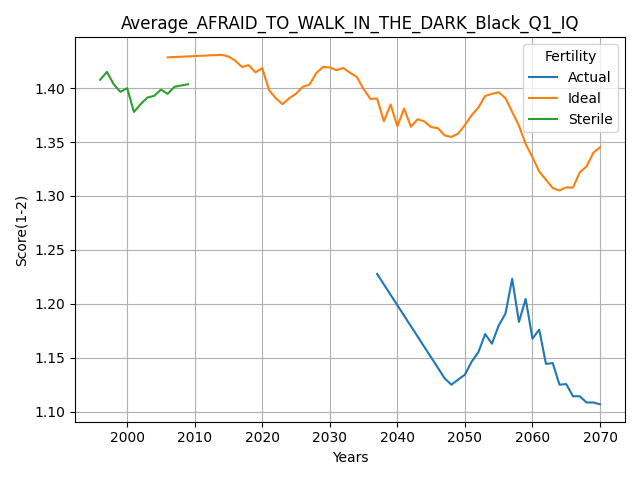 Average_AFRAID_TO_WALK_IN_THE_DARK_Black_Q1_IQ
Fertility
Actual
Ideal
Sterile
Score(1-2)
1.40
1.35
1.30
1.25
1.20
1.15
1.10
2000 2010 2020 2030 2040 2050 2060 2070
Years